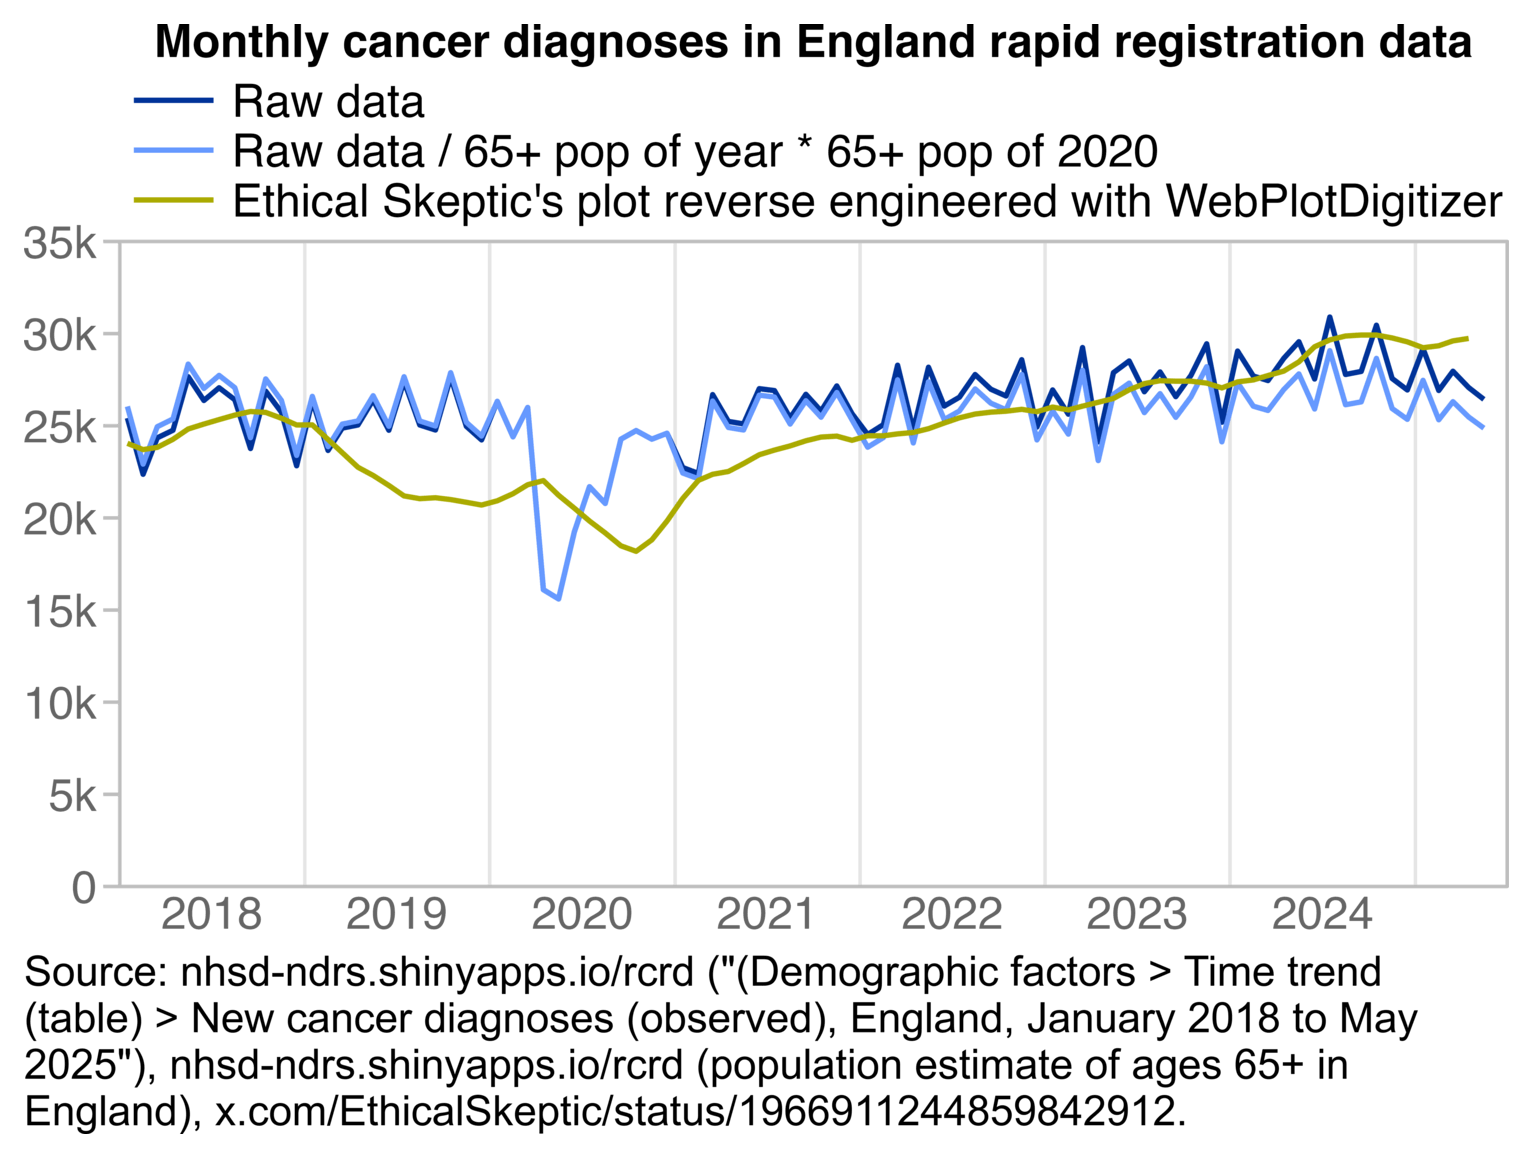 Monthly cancer diagnoses in England rapid registration data
Raw data
Raw data / 65+ pop of year * 65+ pop of 2020
Ethical Skeptic's plot reverse engineered with WebPlotDigitizer
35k
30k
25k
20k
15k
10k
5k
0
2018 2019 2020 2021 2022 2023 2024
Source: nhsd-ndrs.shinyapps.io/rcrd ("(Demographic factors > Time trend
(table) > New cancer diagnoses (observed), England, January 2018 to May
2025"), nhsd-ndrs.shinyapps.io/rcrd (population estimate of ages 65+ in
England), x.com/EthicalSkeptic/status/1966911244859842912.